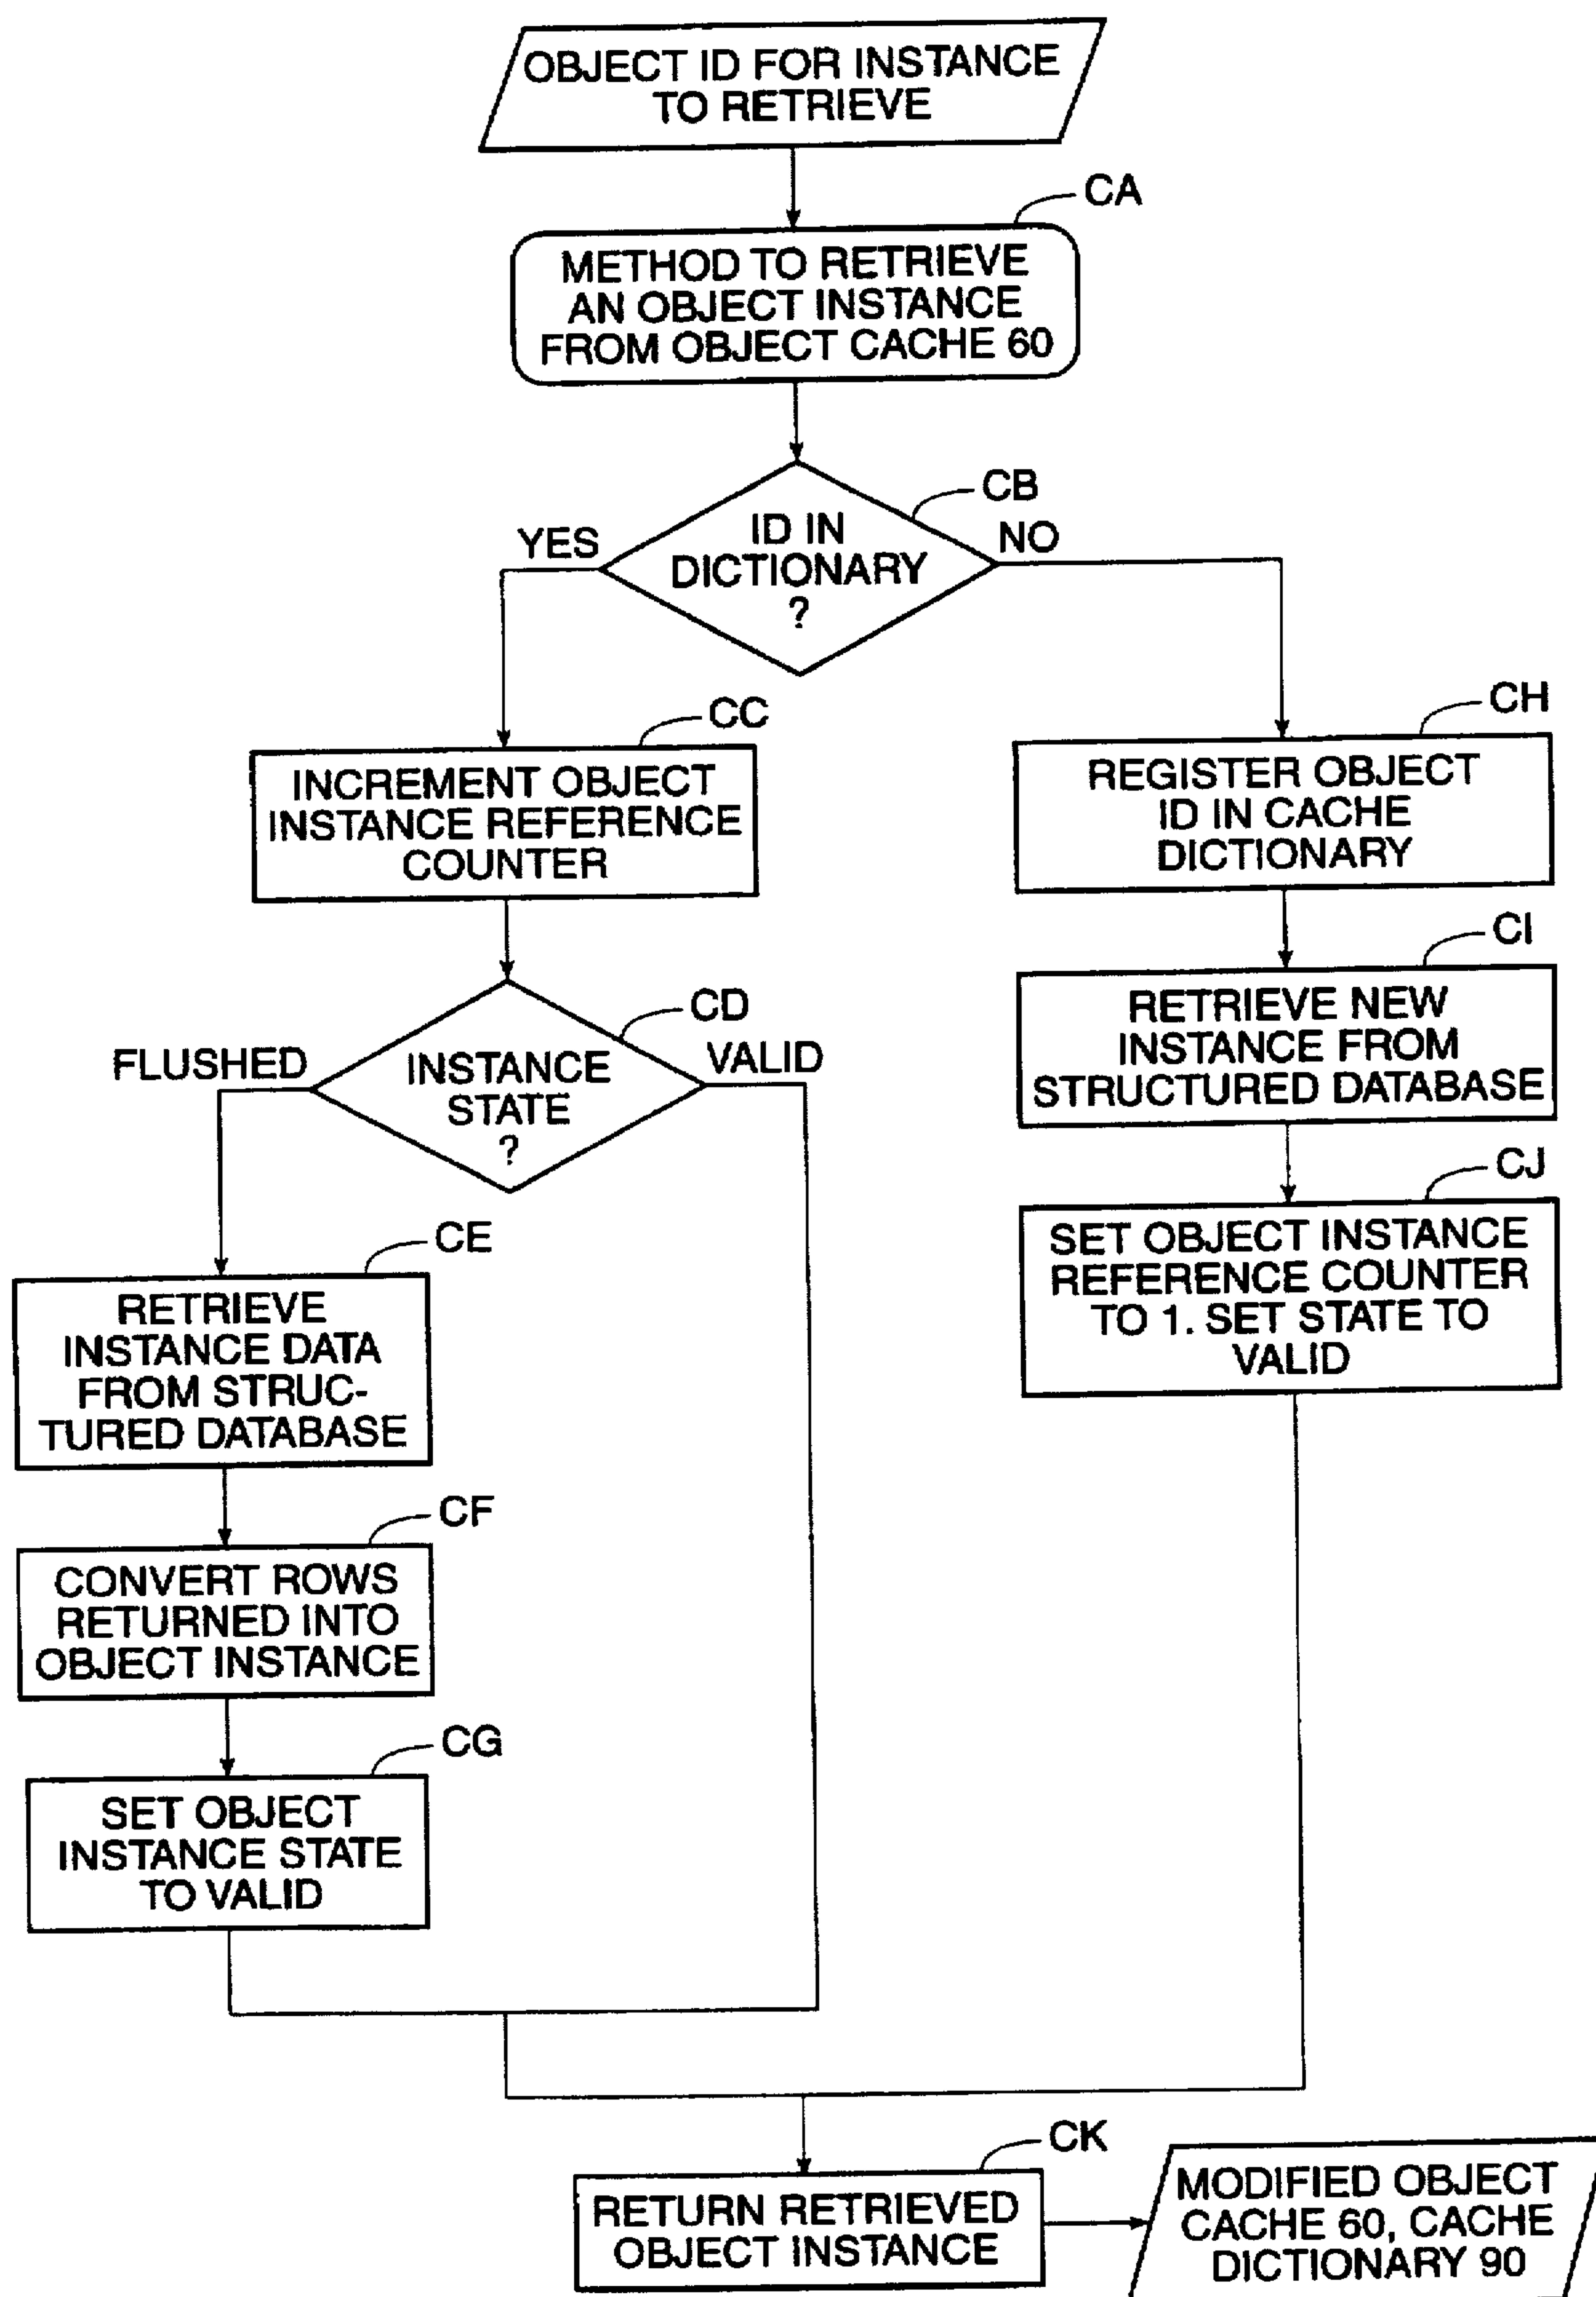 OBJECT ID FOR INSTANCE
TO RETRIEVE
CA
METHOD TO RETRIEVE
AN OBJECT INSTANCE
FROM OBJECT CACHE 60
CB
ID IN
DICTIONARY
?
YES
NO
CC
INCREMENT OBJECT
INSTANCE REFERENCE
COUNTER
CD
INSTANCE
STATE
?
FLUSHED
VALID
CE
RETRIEVE
INSTANCE DATA
FROM STRUC-
TURED DATABASE
CF
CONVERT ROWS
RETURNED INTO
OBJECT INSTANCE
CG
SET OBJECT
INSTANCE STATE
TO VALID
CH
REGISTER OBJECT
ID IN CACHE
DICTIONARY
CI
RETRIEVE NEW
INSTANCE FROM
STRUCTURED DATABASE
CJ
SET OBJECT INSTANCE
REFERENCE COUNTER
TO 1. SET STATE TO
VALID
CK
RETURN RETRIEVED
OBJECT INSTANCE
MODIFIED OBJECT
CACHE 60, CACHE
DICTIONARY 90